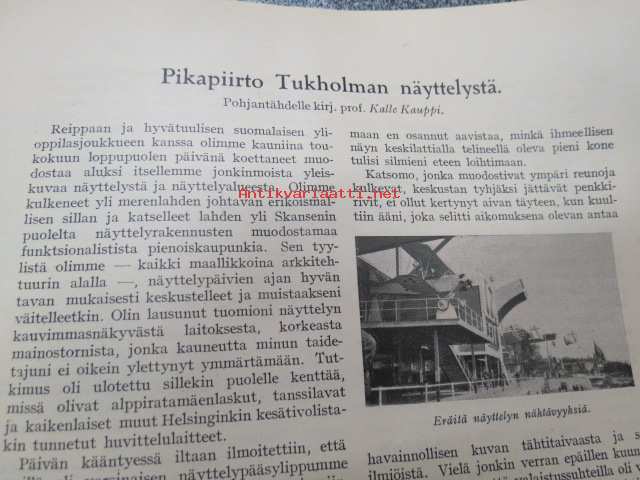 Pikapiirto Tukholman näyttelystä.
Pohjantähdelle kirj. prof. Kalle Kauppi.
Reippaan ja hyvätuulisen suomalaisen yli-
oppilasjoukkueen kanssa olimme kauniina tou-
kokuun loppupuolen päivänä koettaneet muo-
dostaa aluksi itsellemme jonkinmoista yleis-
kuvaa näyttelystä ja näyttelyalueesta. Olimme
kulkeneet yli merenlahden johtavan erikoismal-
lisen sillan ja katselleet lahden yli Skansenin
puolelta näyttelyrakennusten muodostamaa
funktsionalistista pienoiskaupunkia. Sen tyy-
listä olimme — kaikki maallikkoina arkkiteh-
tuurin alalla —, näyttelypäivien ajan hyvän
tavan mukaisesti keskustelleet ja muistaakseni
väitelleetkin. Olin lausunut tuomioni näyttelyn
kauvimmasnäkyvästä laitoksesta, korkeasta
mainostornista, jonka kauneutta minun taide-
tajuni ei oikein ylettynyt ymmärtämään. Tut-
kimus oli ulotettu sillekin puolelle kenttää,
missä olivat alppiratamäenlaskut, tanssilavat
ja kaikenlaiset muut Helsinginkin kesätivolista-
kin tunnetut huvittelulaitteet.
Päivän kääntyessä iltaan ilmoitettiin, että
näyttelypääsylippumme
maan ei osannut aavistaa, minkä ihmeellisen
näyn keskilattialla telineellä oleva pieni kone
tulisi silmieni eteen loihtimaan.
Katsomo, jonka muodostivat ympäri reunoja
kulkevat, keskustan tyhjäksi jättävät penkki-
rivit, ei ollut kertynyt aivan täyteen, kun kuul-
tiin ääni, joka selitti aikomuksena olevan antaa
Eräitä näyttelyn nähtävyyksiä.
havainnollisen kuvan tähtitaivaasta ja s
ilmiöistä. Vielä jonkin verran epäillen kuun
valaistussuhteilla oli v
Antikvariaatti.net